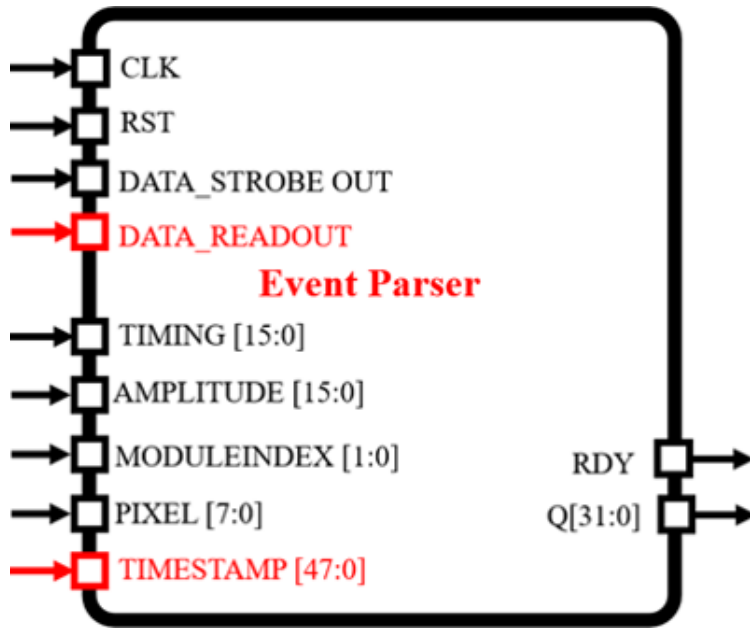 CLK
RST
DATA_STROBE OUT
DATA_READOUT
Event Parser
TIMING [15:0]
AMPLITUDE [15:0]
MODULEINDEX [1:0]
RDY
PIXEL [7:0]
Q[31:0]
TIMESTAMP [47:0]